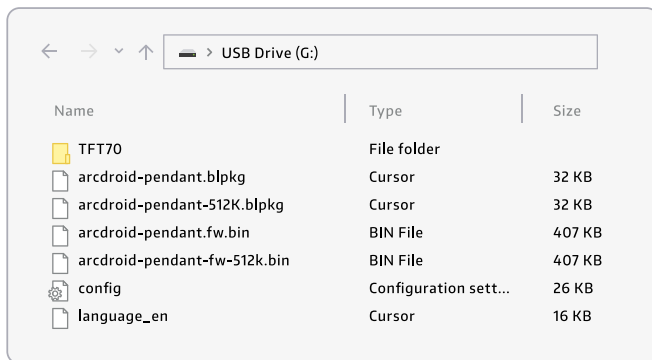 USB Drive (G:)
Name Type Size
TFT70 File folder
arcdroid-pendant.blpkg Cursor 32 KB
arcdroid-pendant-512K.blpkg Cursor 32 KB
arcdroid-pendant.fw.bin BIN File 407 KB
arcdroid-pendant-fw-512k.bin BIN File 407 KB
config Configuration sett... 26 KB
language_en Cursor 16 KB